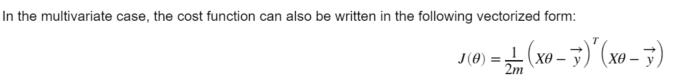 In the multivariate case, the cost function can also be written in the following vectorized form:
J(θ) = 1/2m (Xθ − y⃗)ᵀ (Xθ − y⃗)